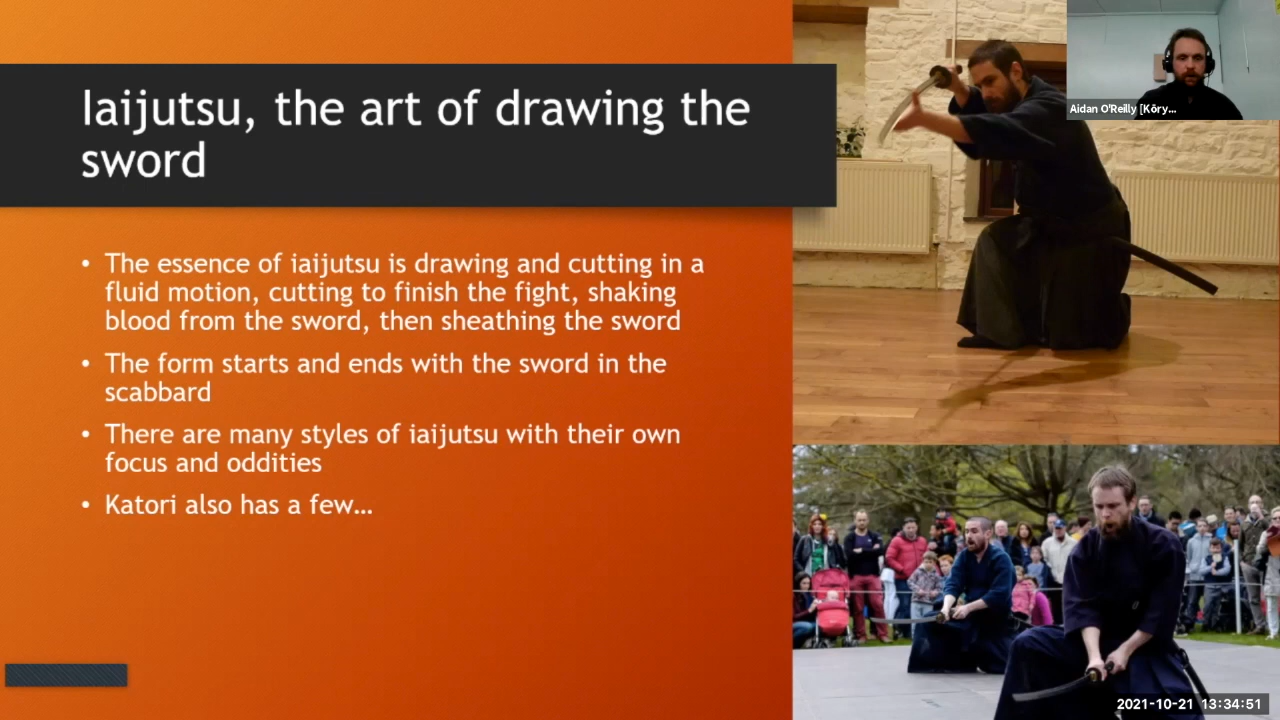 Iaijutsu, the art of drawing the
sword
• The essence of iaijutsu is drawing and cutting in a
fluid motion, cutting to finish the fight, shaking
blood from the sword, then sheathing the sword
• The form starts and ends with the sword in the
scabbard
• There are many styles of iaijutsu with their own
focus and oddities
• Katori also has a few...
Aidan O'Reilly [Kōry...
2021-10-21 13:34:51